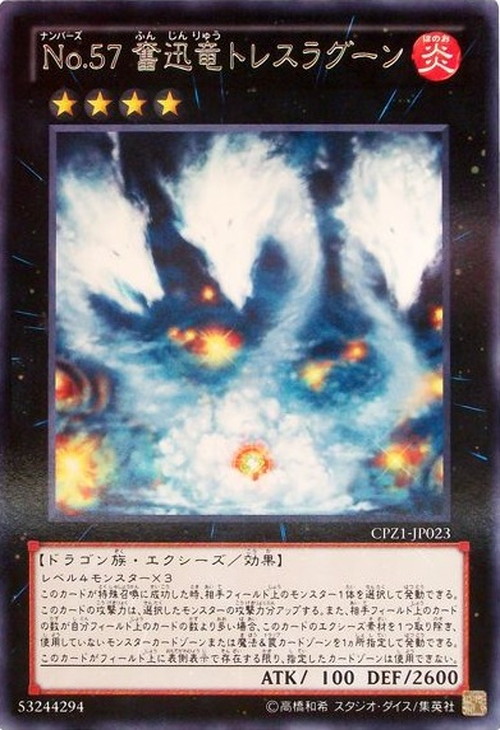 ナンバーズ ふん じん りゅう
No.57 奮迅竜トレスラグーン
ほのお
炎
CPZ1-JP023
【ドラゴン族・エクシーズ/効果】
レベル4モンスター×3
このカードが特殊召喚に成功した時、相手フィールド上のモンスター1体を選択して発動できる。
このカードの攻撃力は、選択したモンスターの攻撃力分アップする。また、相手フィールド上のカード
の数が自分フィールド上のカードの数より多い場合、このカードのエクシーズ素材を1つ取り除き、
使用していないモンスターカードゾーンまたは魔法&罠カードゾーンを1ヵ所指定して発動できる。
このカードがフィールド上に表側表示で存在する限り、指定したカードゾーンは使用できない。
ATK/ 100 DEF/2600
53244294
©高橋和希 スタジオ・ダイス/集英社